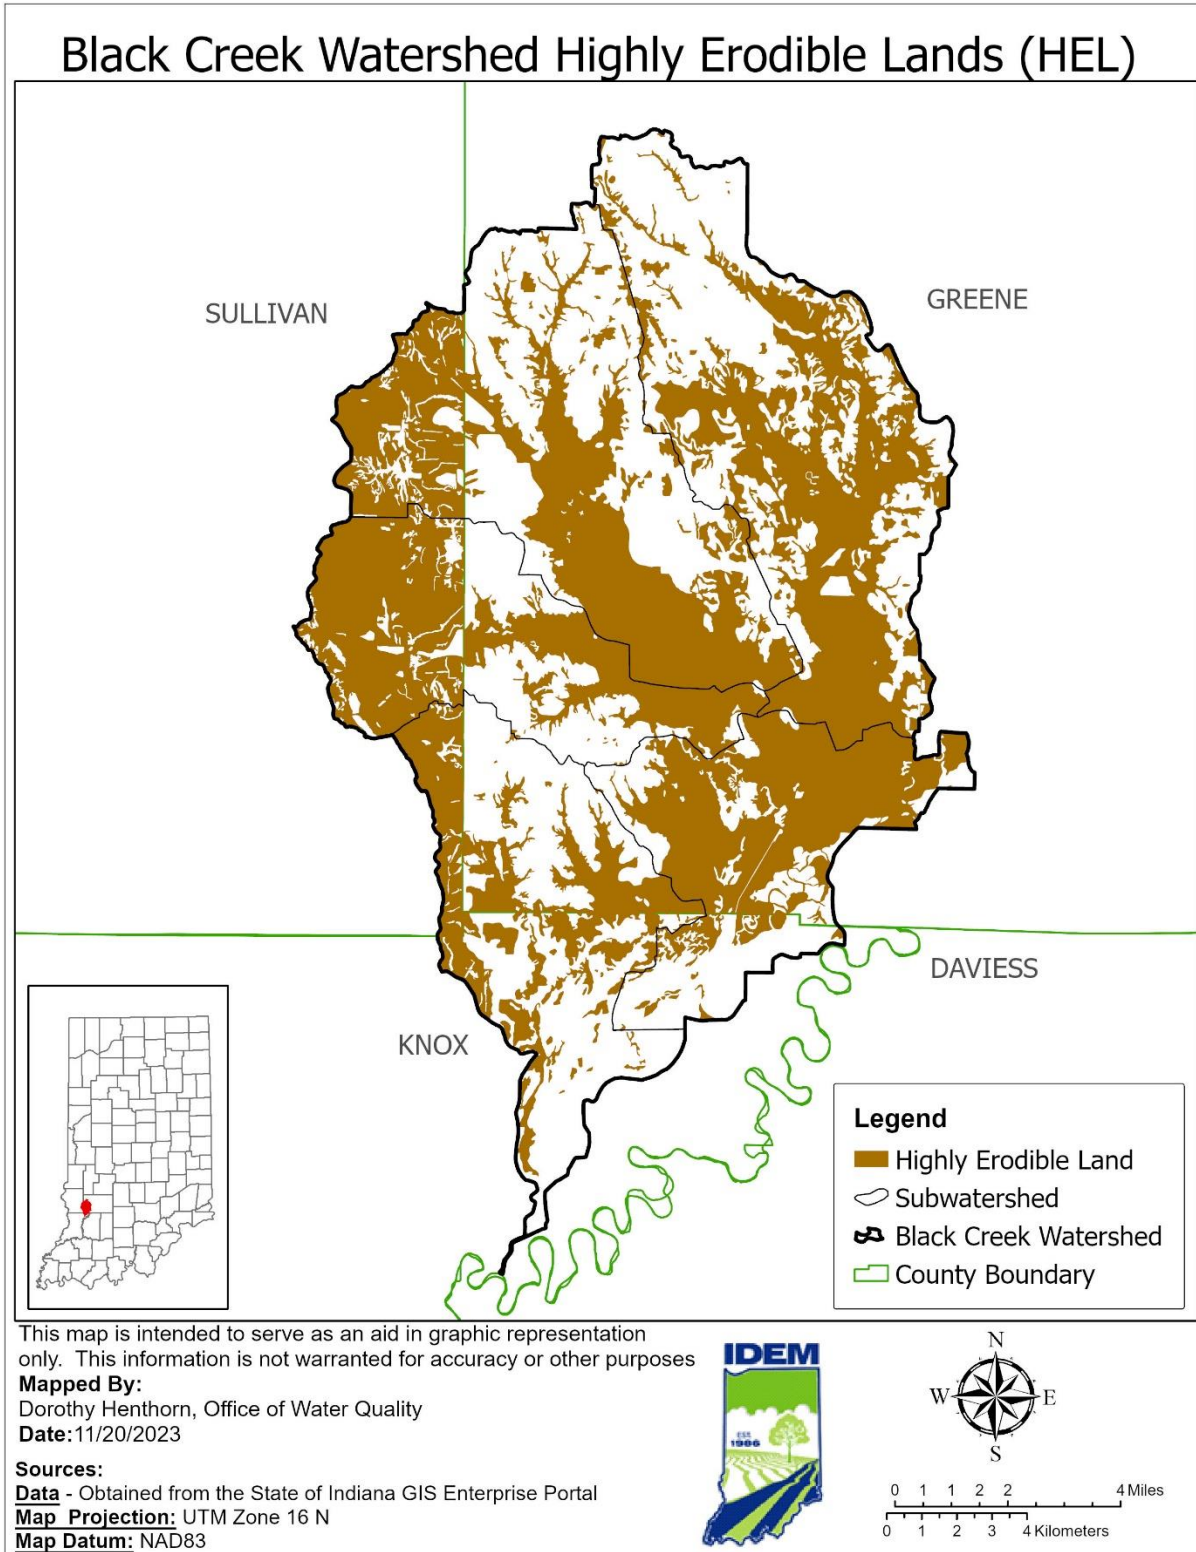 Black Creek Watershed Highly Erodible Lands (HEL)
SULLIVAN
GREENE
DAVIESS
KNOX
Legend
Highly Erodible Land
Subwatershed
Black Creek Watershed
County Boundary
This map is intended to serve as an aid in graphic representation
only. This information is not warranted for accuracy or other purposes
Mapped By:
Dorothy Henthorn, Office of Water Quality
Date:11/20/2023
Sources:
Data - Obtained from the State of Indiana GIS Enterprise Portal
Map Projection: UTM Zone 16 N
Map Datum: NAD83
IDEM
EST.
1986
N
W E
S
0 1 2 2 4 Miles
0 1 2 3 4 Kilometers